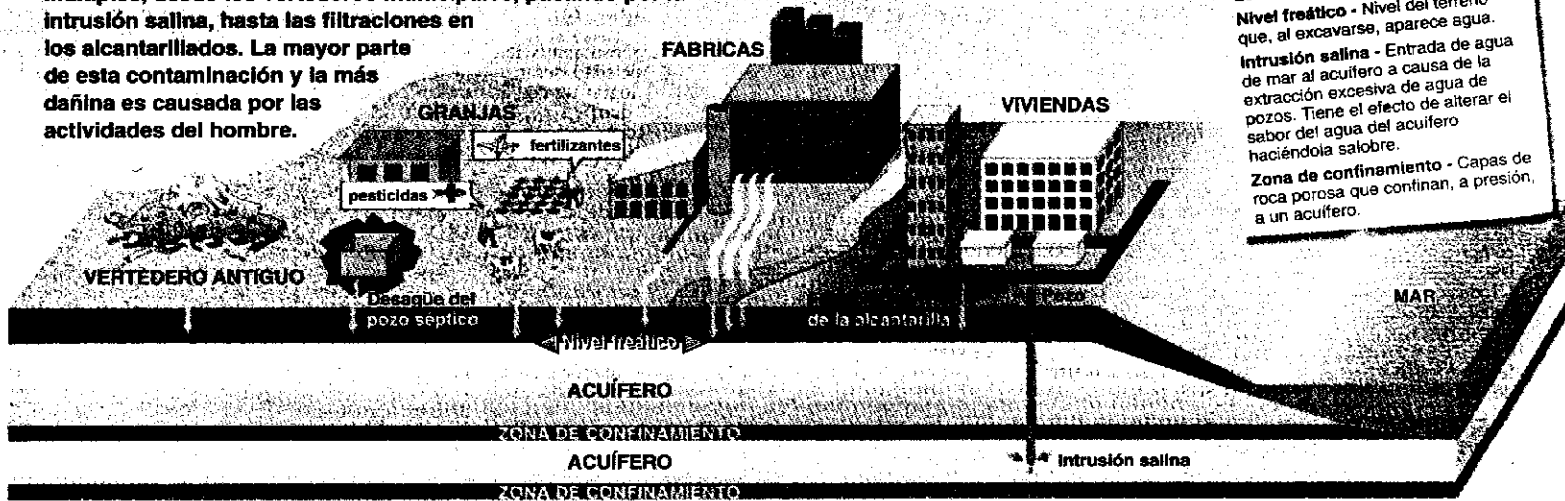 intrusión salina, hasta las filtraciones en
los alcantarillados. La mayor parte
de esta contaminación y la más
dañina es causada por las
actividades del hombre.
FABRICAS
GRANJAS
fertilizantes
pesticidas
VIVIENDAS
VERTEDERO ANTIGUO
Desagüe del
pozo séptico
de la alcantarilla
Pozo
MAR
Nivel freático
ACUÍFERO
ZONA DE CONFINAMIENTO
ACUÍFERO
Intrusión salina
ZONA DE CONFINAMIENTO
Nivel freático - Nivel del terreno
que, al excavarse, aparece agua.
Intrusión salina - Entrada de agua
de mar al acuífero a causa de la
extracción excesiva de agua de
pozos. Tiene el efecto de alterar el
sabor del agua del acuífero
haciéndola salobre.
Zona de confinamiento - Capas de
roca porosa que confinan, a presión,
a un acuífero.